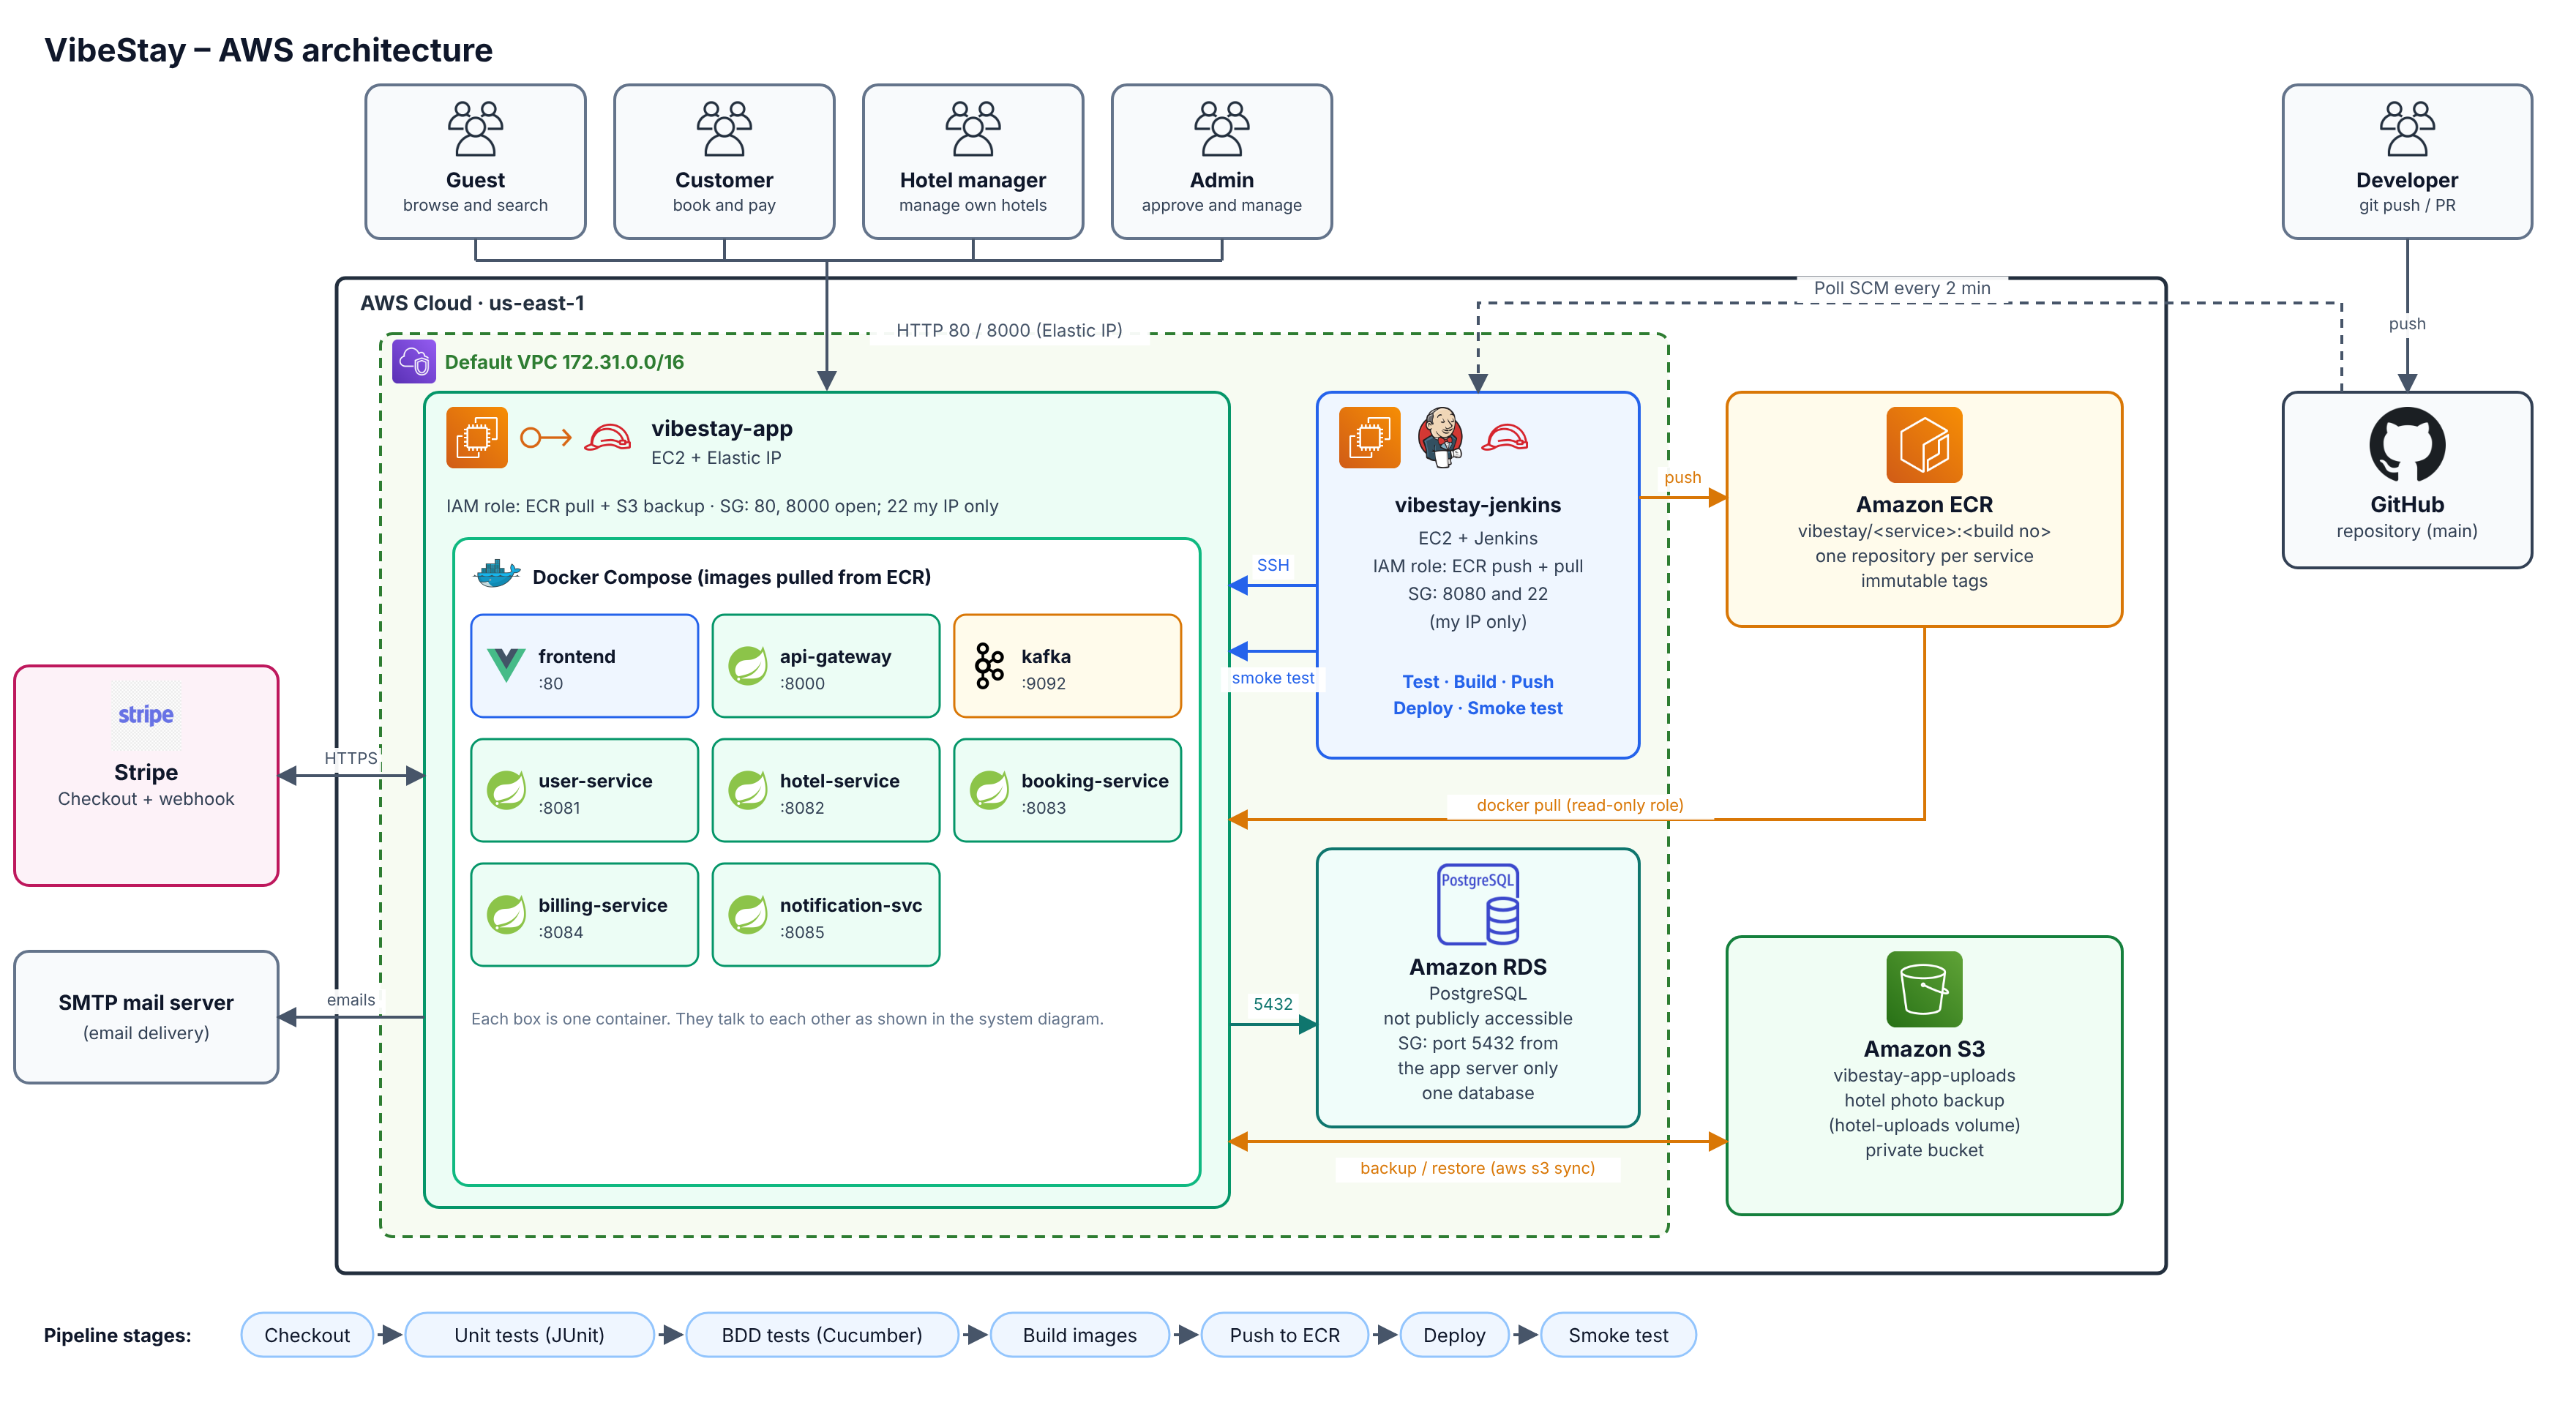 VibeStay – AWS architecture
Guest
browse and search
Customer
book and pay
Hotel manager
manage own hotels
Admin
approve and manage
Developer
git push / PR
AWS Cloud · us-east-1
Poll SCM every 2 min
push
HTTP 80 / 8000 (Elastic IP)
Default VPC 172.31.0.0/16
vibestay-app
EC2 + Elastic IP
IAM role: ECR pull + S3 backup · SG: 80, 8000 open; 22 my IP only
Docker Compose (images pulled from ECR)
frontend
:80
api-gateway
:8000
kafka
:9092
user-service
:8081
hotel-service
:8082
booking-service
:8083
billing-service
:8084
notification-svc
:8085
Each box is one container. They talk to each other as shown in the system diagram.
SSH
smoke test
vibestay-jenkins
EC2 + Jenkins
IAM role: ECR push + pull
SG: 8080 and 22
(my IP only)
Test · Build · Push
Deploy · Smoke test
push
Amazon ECR
vibestay/<service>:<build no>
one repository per service
immutable tags
GitHub
repository (main)
stripe
Stripe
Checkout + webhook
HTTPS
docker pull (read-only role)
SMTP mail server
(email delivery)
emails
5432
PostgreSQL
Amazon RDS
PostgreSQL
not publicly accessible
SG: port 5432 from
the app server only
one database
Amazon S3
vibestay-app-uploads
hotel photo backup
(hotel-uploads volume)
private bucket
backup / restore (aws s3 sync)
Pipeline stages:
Checkout
Unit tests (JUnit)
BDD tests (Cucumber)
Build images
Push to ECR
Deploy
Smoke test